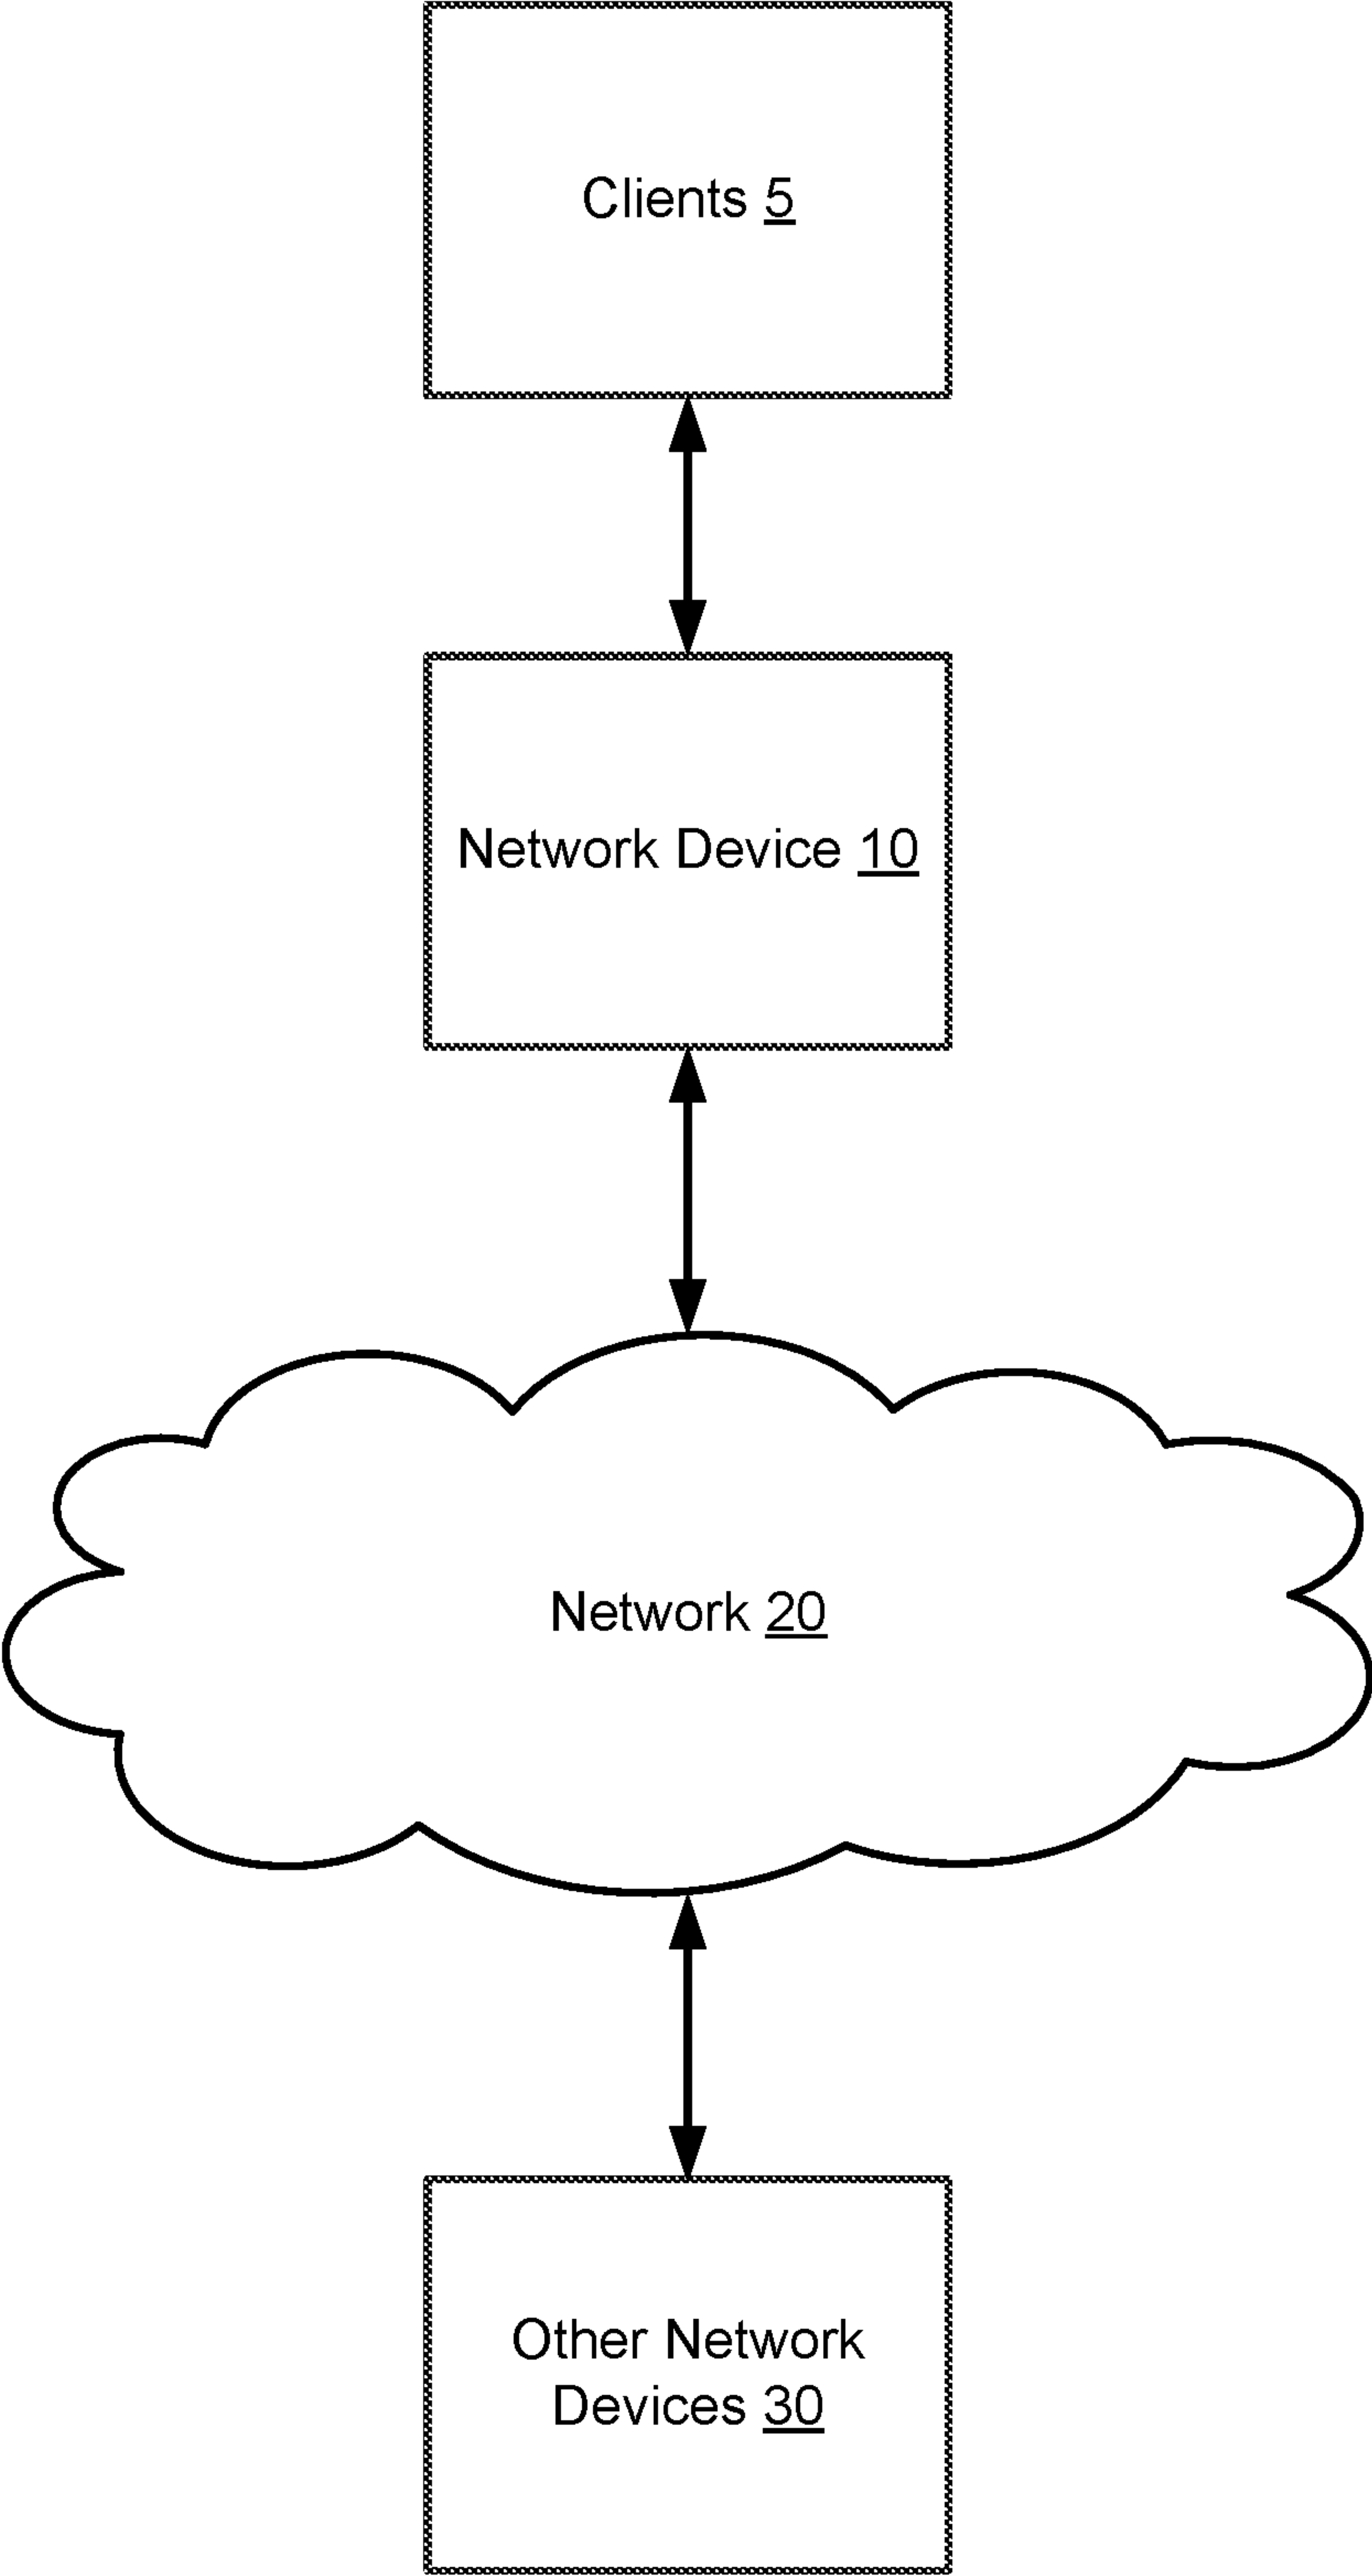 Clients 5
Network Device 10
Network 20
Other Network
Devices 30